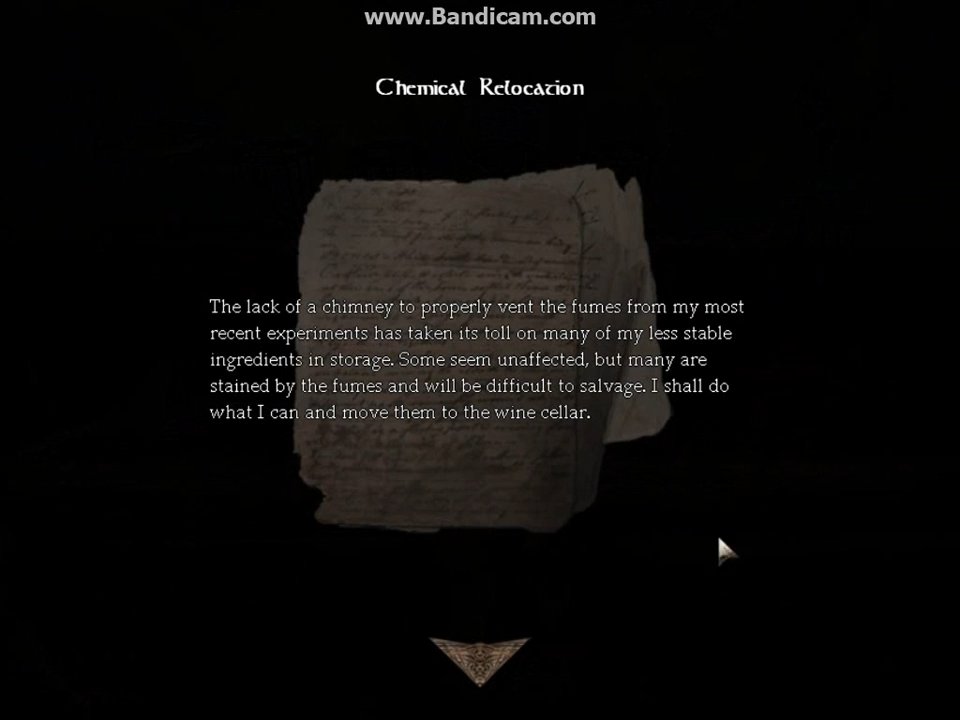 www.Bandicam.com
Chemical Relocation
The lack of a chimney to properly vent the fumes from my most
recent experiments has taken its toll on many of my less stable
ingredients in storage. Some seem unaffected, but many are
stained by the fumes and will be difficult to salvage. I shall do
what I can and move them to the wine cellar.